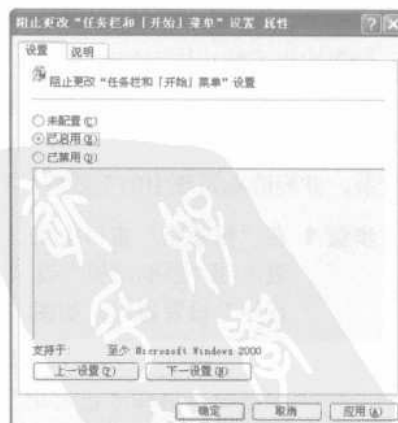 阻止更改“任务栏和「开始」菜单”设置 属性
设置 说明
阻止更改“任务栏和「开始」菜单”设置
未配置(C)
已启用(E)
已禁用(D)
支持于: 至少 Microsoft Windows 2000
上一设置(P) 下一设置(N)
确定 取消 应用(A)